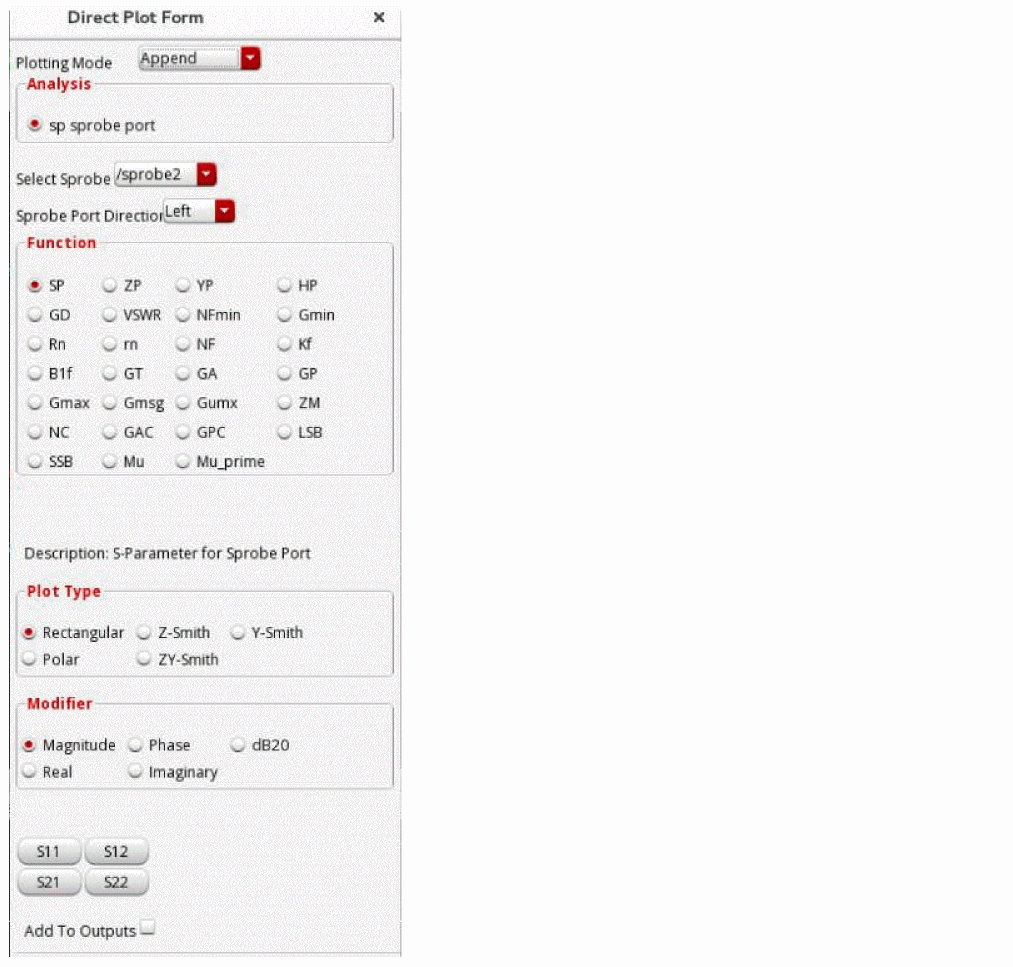 Direct Plot Form ×
Plotting Mode Append
Analysis
sp sprobe port
Select Sprobe /sprobe2
Sprobe Port Direction Left
Function
SP ZP YP HP
GD VSWR NFmin Gmin
Rn rn NF Kf
B1f GT GA GP
Gmax Gmsg Gumx ZM
NC GAC GPC LSB
SSB Mu Mu_prime
Description: S-Parameter for Sprobe Port
Plot Type
Rectangular Z-Smith Y-Smith
Polar ZY-Smith
Modifier
Magnitude Phase dB20
Real Imaginary
S11 S12
S21 S22
Add To Outputs